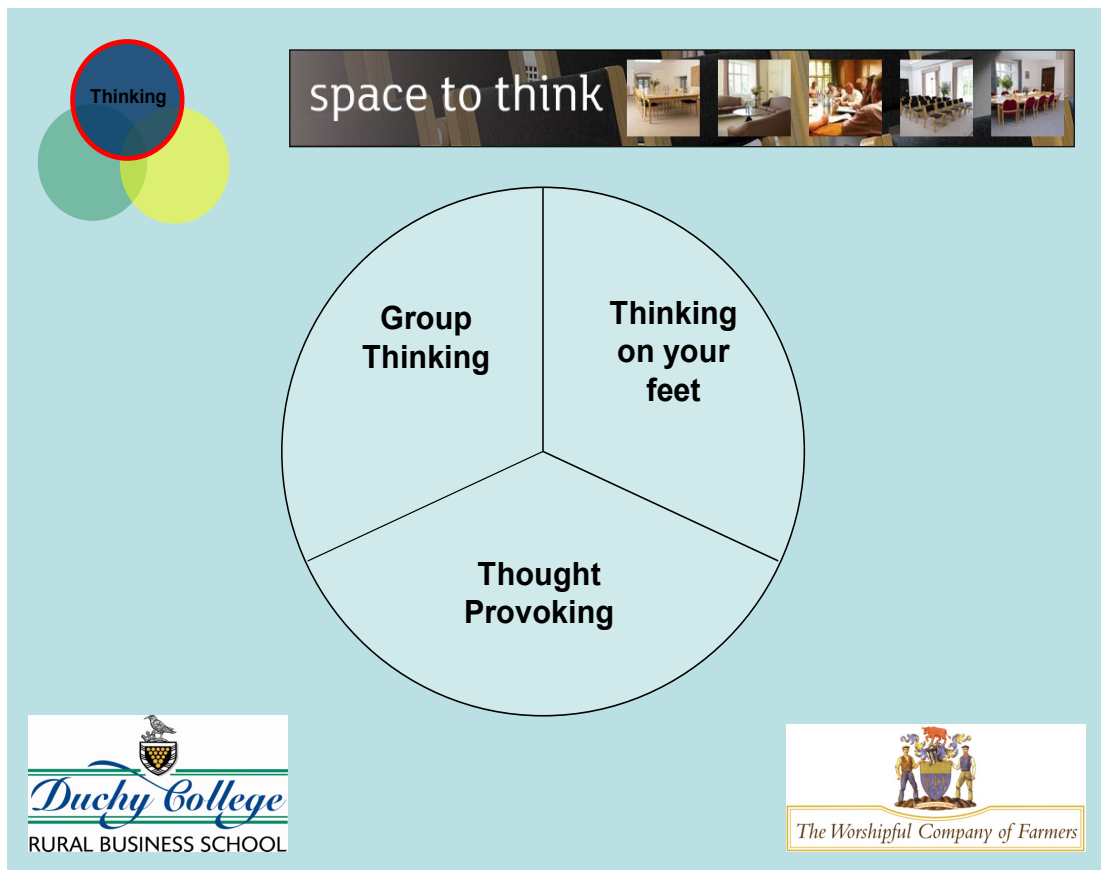 Thinking
space to think
Group
Thinking
Thinking
on your
feet
Thought
Provoking
Duchy College
RURAL BUSINESS SCHOOL
The Worshipful Company of Farmers